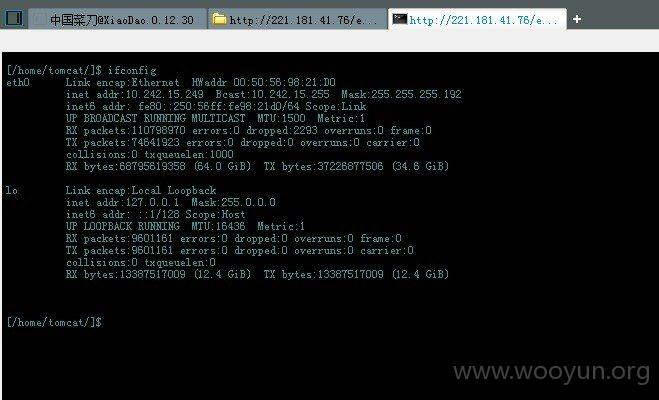 中国菜刀@XiaoDao.0.12.30
http://221.181.41.76/e...
http://221.181.41.76/e...
[/home/tomcat/]$ ifconfig
eth0 Link encap:Ethernet HWaddr 00:50:56:98:21:D0
inet addr:10.242.15.249 Bcast:10.242.15.255 Mask:255.255.255.192
inet6 addr: fe80::250:56ff:fe98:21d0/64 Scope:Link
UP BROADCAST RUNNING MULTICAST MTU:1500 Metric:1
RX packets:110798970 errors:0 dropped:2293 overruns:0 frame:0
TX packets:74641923 errors:0 dropped:0 overruns:0 carrier:0
collisions:0 txqueuelen:1000
RX bytes:68795619358 (64.0 GiB) TX bytes:37226877506 (34.6 GiB)
lo Link encap:Local Loopback
inet addr:127.0.0.1 Mask:255.0.0.0
inet6 addr: ::1/128 Scope:Host
UP LOOPBACK RUNNING MTU:16436 Metric:1
RX packets:9601161 errors:0 dropped:0 overruns:0 frame:0
TX packets:9601161 errors:0 dropped:0 overruns:0 carrier:0
collisions:0 txqueuelen:0
RX bytes:13387517009 (12.4 GiB) TX bytes:13387517009 (12.4 GiB)
[/home/tomcat/]$
www.wooyun.org